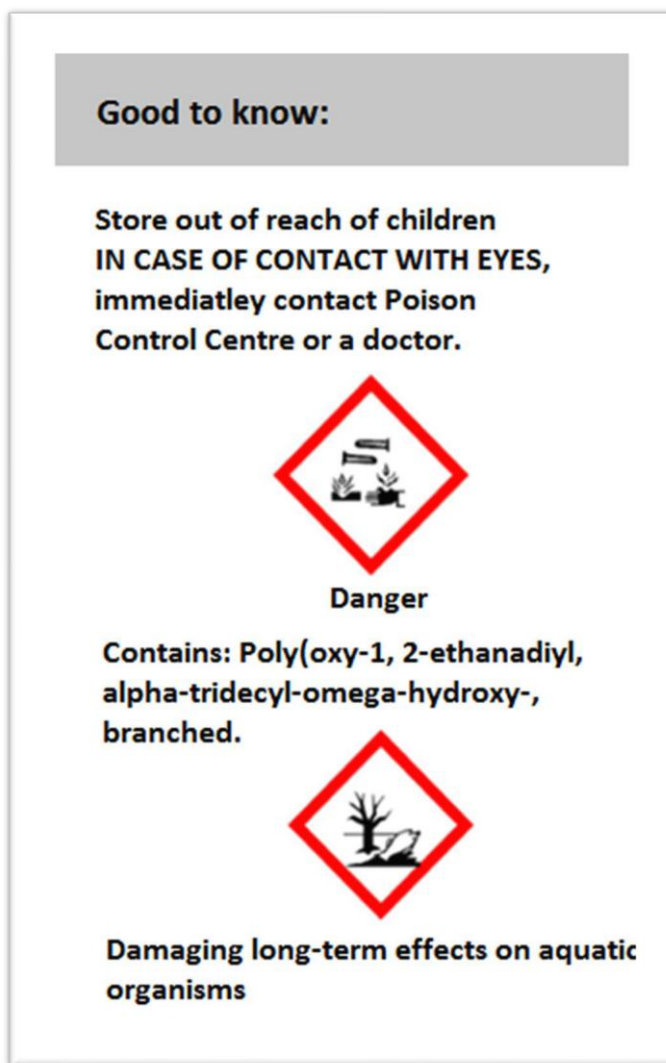 Good to know:
Store out of reach of children
IN CASE OF CONTACT WITH EYES,
immediatley contact Poison
Control Centre or a doctor.
Danger
Contains: Poly(oxy-1, 2-ethanadiyl,
alpha-tridecyl-omega-hydroxy-,
branched.
Damaging long-term effects on aquatic
organisms